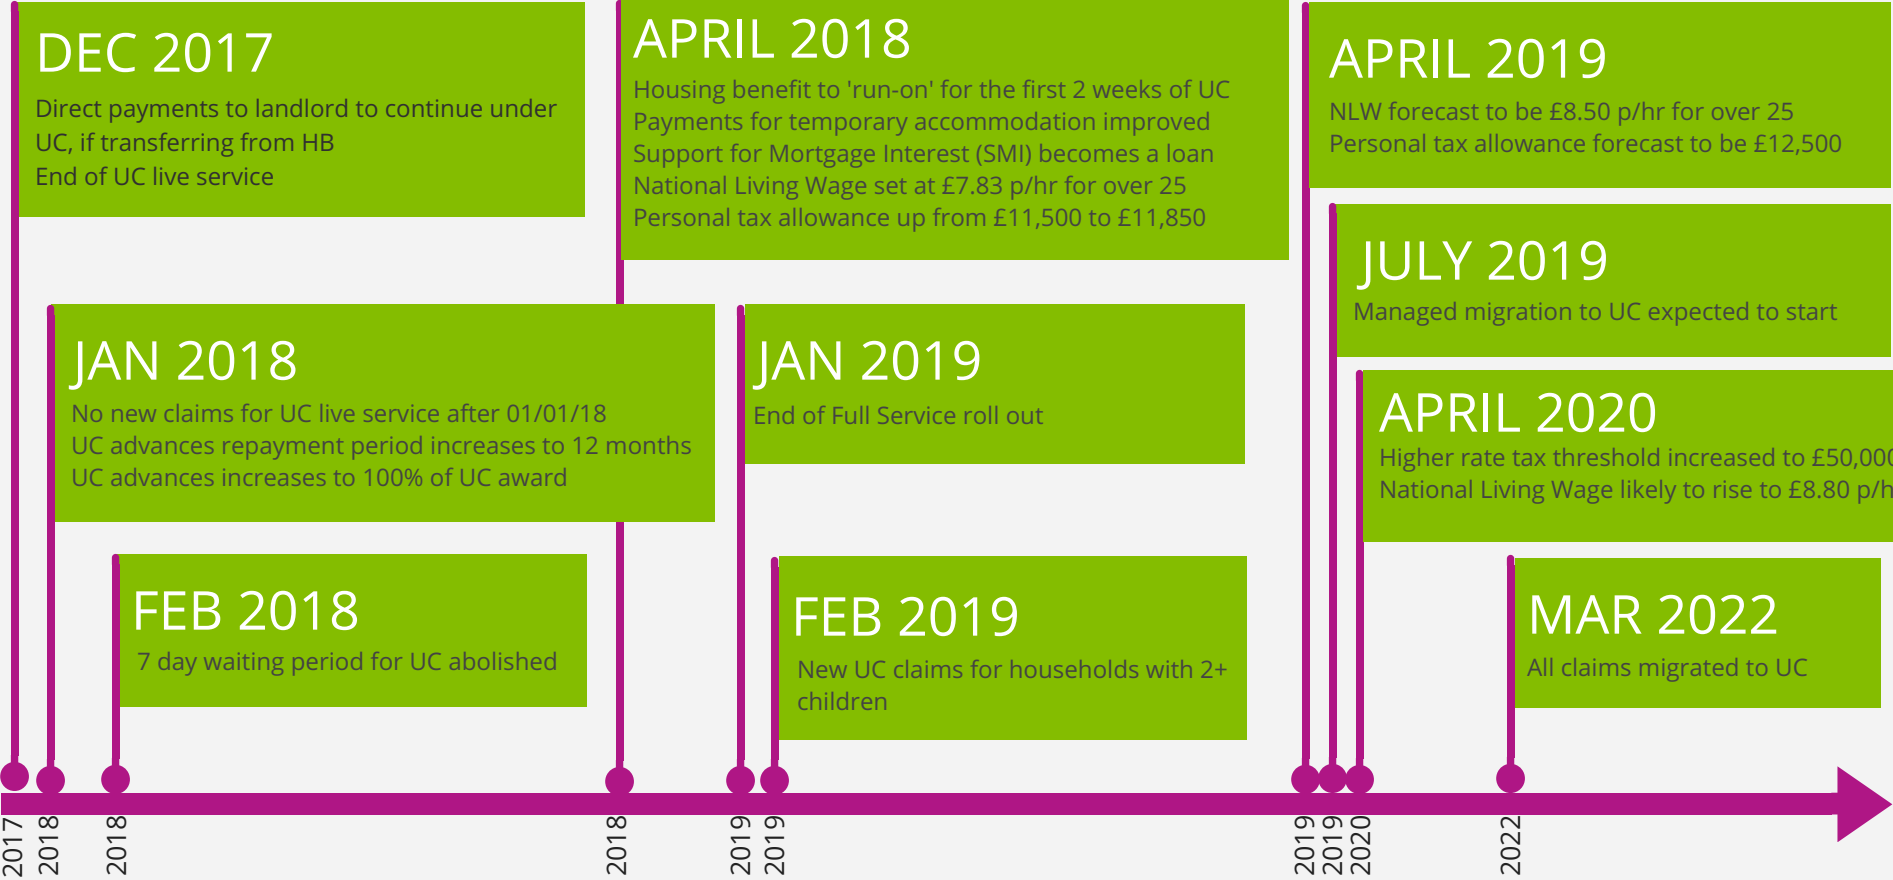 DEC 2017
Direct payments to landlord to continue under
UC, if transferring from HB
End of UC live service
APRIL 2018
Housing benefit to 'run-on' for the first 2 weeks of UC
Payments for temporary accommodation improved
Support for Mortgage Interest (SMI) becomes a loan
National Living Wage set at £7.83 p/hr for over 25
Personal tax allowance up from £11,500 to £11,850
APRIL 2019
NLW forecast to be £8.50 p/hr for over 25
Personal tax allowance forecast to be £12,500
JULY 2019
Managed migration to UC expected to start
JAN 2018
No new claims for UC live service after 01/01/18
UC advances repayment period increases to 12 months
UC advances increases to 100% of UC award
JAN 2019
End of Full Service roll out
APRIL 2020
Higher rate tax threshold increased to £50,000
National Living Wage likely to rise to £8.80 p/h
FEB 2018
7 day waiting period for UC abolished
FEB 2019
New UC claims for households with 2+
children
MAR 2022
All claims migrated to UC
2017
2018
2018
2018
2019
2019
2019
2019
2020
2022